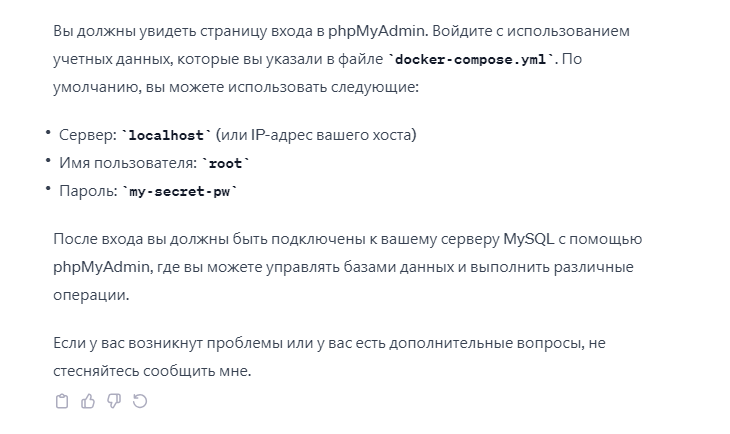 Вы должны увидеть страницу входа в phpMyAdmin. Войдите с использованием
учетных данных, которые вы указали в файле `docker-compose.yml`. По
умолчанию, вы можете использовать следующие:
• Сервер: `localhost` (или IP-адрес вашего хоста)
• Имя пользователя: `root`
• Пароль: `my-secret-pw`
После входа вы должны быть подключены к вашему серверу MySQL с помощью
phpMyAdmin, где вы можете управлять базами данных и выполнить различные
операции.
Если у вас возникнут проблемы или у вас есть дополнительные вопросы, не
стесняйтесь сообщить мне.